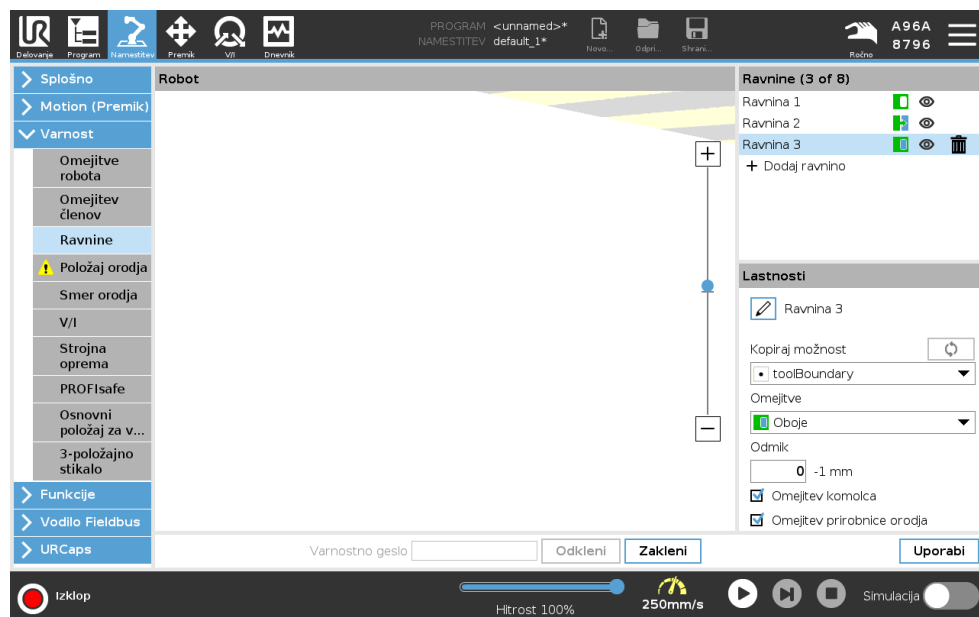 PROGRAM <unnamed>*
NAMESTITEV default_1*
Delovanje Program Namestitev Premik V/I Dnevnik
Novo... Odpri... Shrani...
Ročno
A96A
8796
Splošno
Motion (Premik)
Varnost
Omejitve
robota
Omejitev
členov
Ravnine
Položaj orodja
Smer orodja
V/I
Strojna
oprema
PROFIsafe
Osnovni
položaj za v...
3-položajno
stikalo
Funkcije
Vodilo Fieldbus
URCaps
Robot
Ravnine (3 of 8)
Ravnina 1
Ravnina 2
Ravnina 3
+ Dodaj ravnino
Lastnosti
Ravnina 3
Kopiraj možnost
toolBoundary
Omejitve
Oboje
Odmik
0 -1 mm
Omejitev komolca
Omejitev prirobnice orodja
Varnostno geslo Odkleni Zakleni Uporabi
Izklop
Hitrost 100%
250mm/s
Simulacija